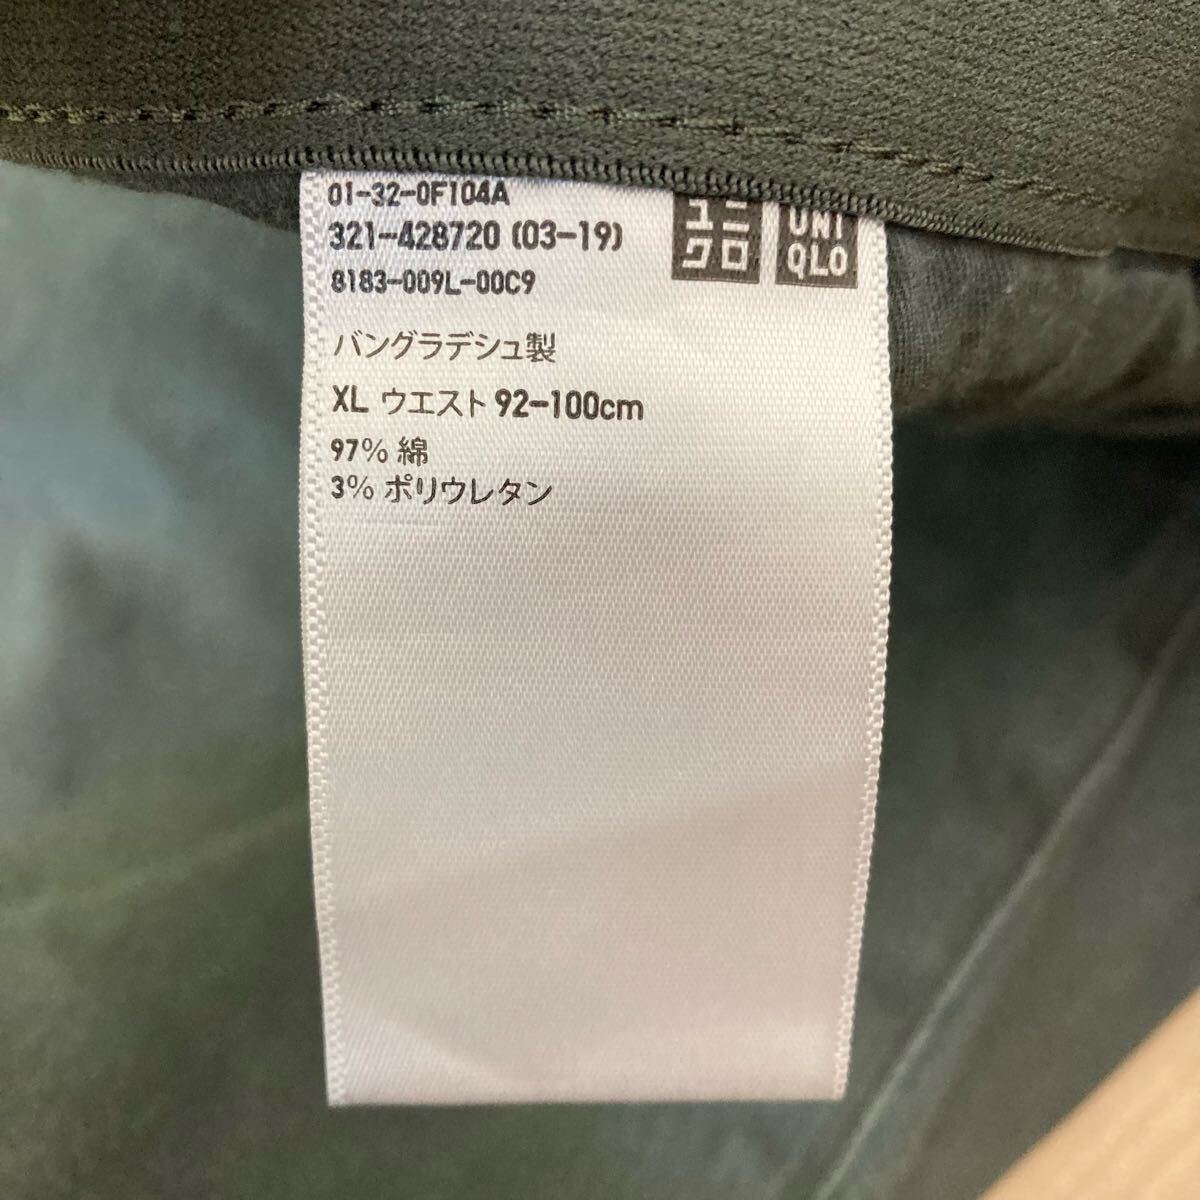 01-32-0F104A
321-428720 (03-19)
8183-009L-00C9
ユニ
クロ
UNI
QLO
バングラデシュ製
XL ウエスト 92-100cm
97% 綿
3% ポリウレタン